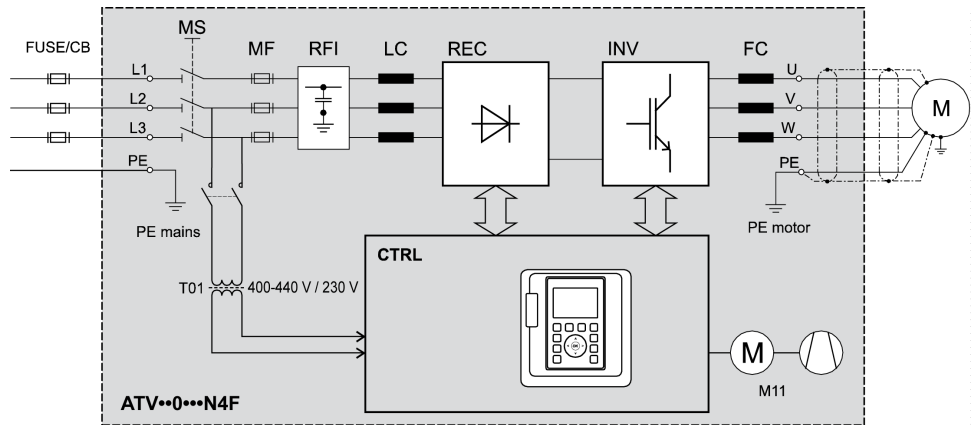 MS
FUSE/CB
MF
RFI
LC
REC
INV
FC
L1
L2
L3
PE
U
V
W
PE
M
PE mains
PE motor
CTRL
T01
400-440 V / 230 V
OK
M
M11
ATV••0•••N4F